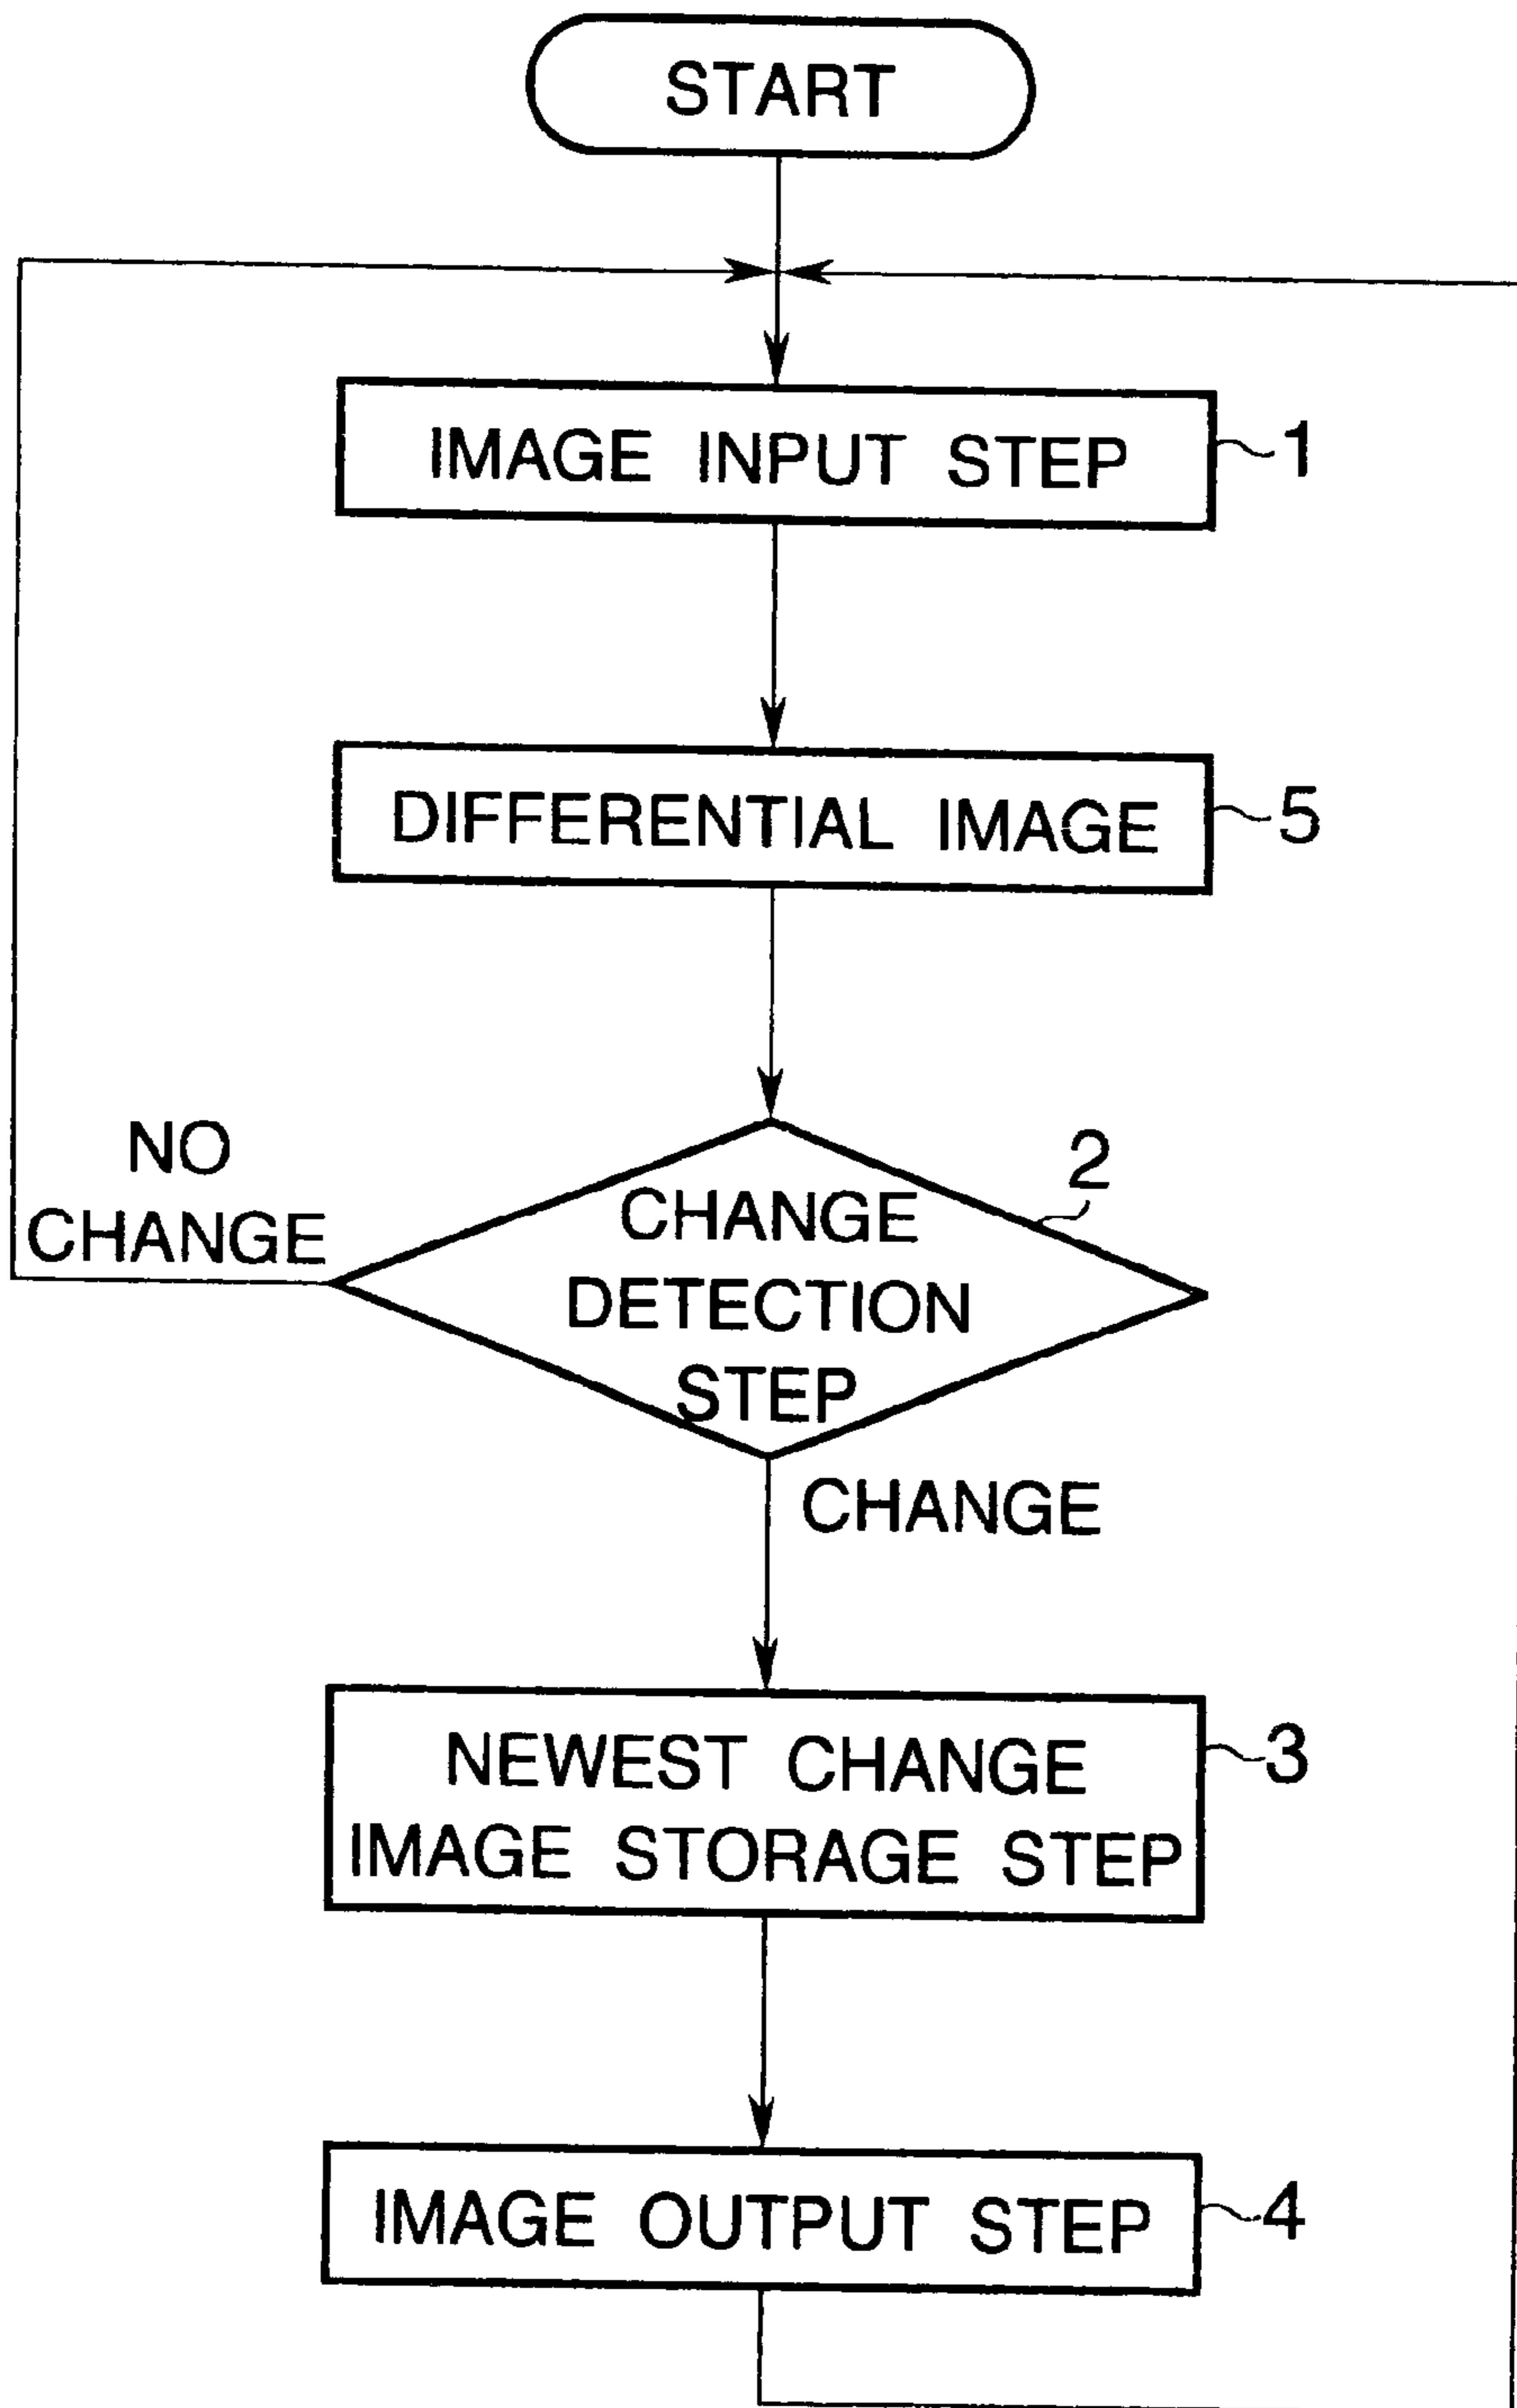 START
IMAGE INPUT STEP
1
DIFFERENTIAL IMAGE
5
NO
CHANGE
2
CHANGE
DETECTION
STEP
CHANGE
NEWEST CHANGE
IMAGE STORAGE STEP
3
IMAGE OUTPUT STEP
4